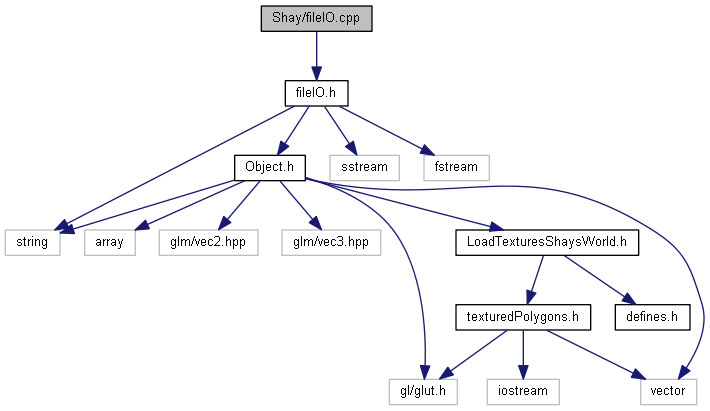 Shay/fileIO.cpp
fileIO.h
Object.h
sstream
fstream
string
array
glm/vec2.hpp
glm/vec3.hpp
LoadTexturesShaysWorld.h
texturedPolygons.h
defines.h
gl/glut.h
iostream
vector